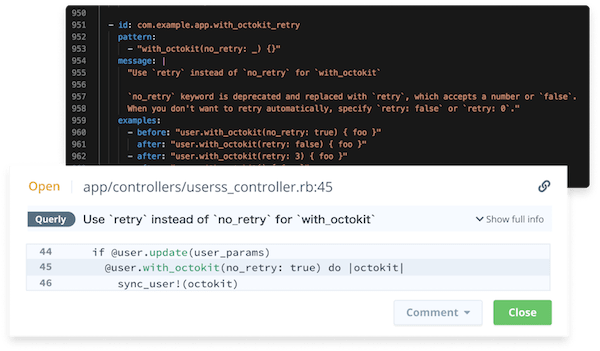 950
951 - id: com.example.app.with_octokit_retry
952 pattern:
953 - "with_octokit(no_retry: _) {}"
954 message: |
955 "Use `retry` instead of `no_retry` for `with_octokit`
956
957 `no_retry` keyword is deprecated and replaced with `retry`, which accepts a number or `false`.
958 When you don't want to retry automatically, specify `retry: false` or `retry: 0`."
959 examples:
960 - before: "user.with_octokit(no_retry: true) { foo }"
961 after: "user.with_octokit(retry: false) { foo }"
962 - after: "user.with_octokit(retry: 3) { foo }"
Open app/controllers/userss_controller.rb:45
Querly Use `retry` instead of `no_retry` for `with_octokit` Show full info
44 if @user.update(user_params)
45 @user.with_octokit(no_retry: true) do |octokit|
46 sync_user!(octokit)
Comment Close